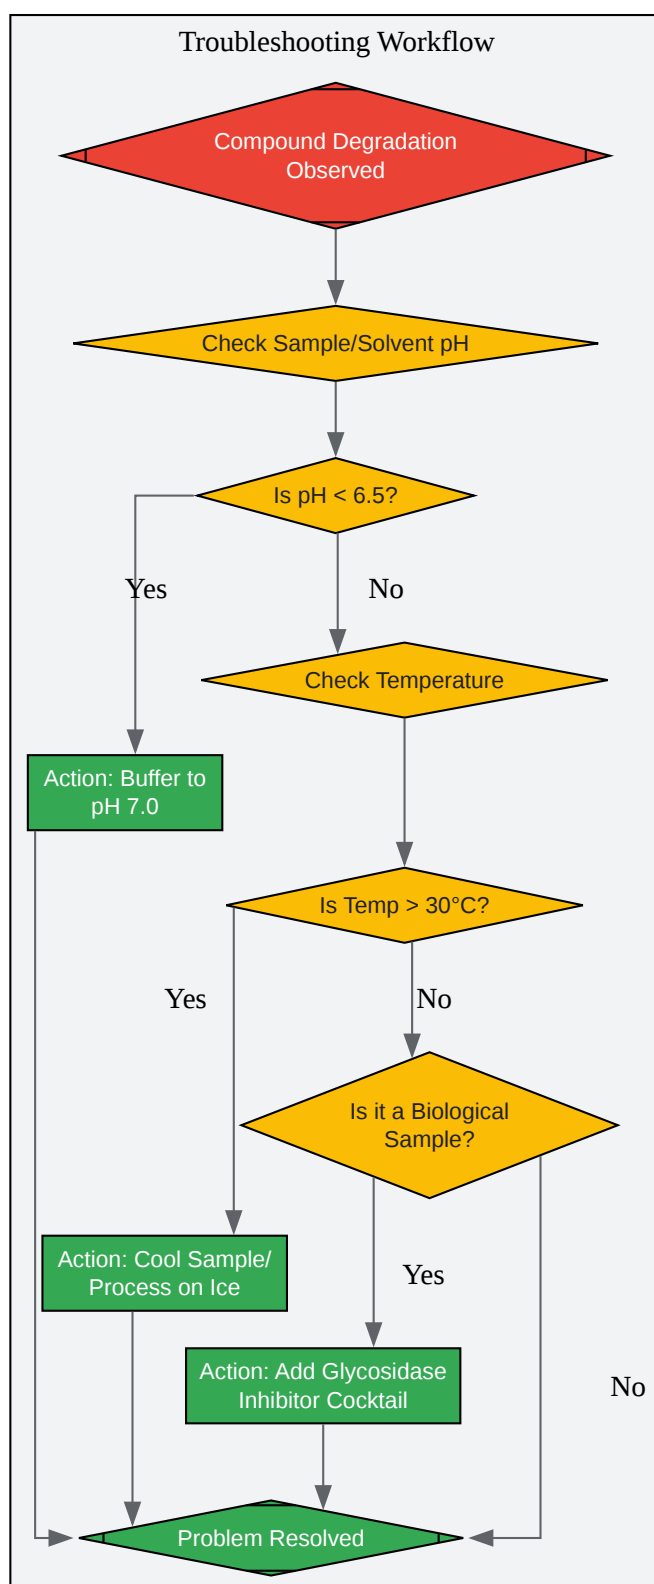 Troubleshooting Workflow
Compound Degradation
Observed
Check Sample/Solvent pH
Is pH < 6.5?
Yes
No
Check Temperature
Action: Buffer to
pH 7.0
Is Temp > 30°C?
Yes
No
Is it a Biological
Sample?
Action: Cool Sample/
Process on Ice
Yes
Action: Add Glycosidase
Inhibitor Cocktail
No
Problem Resolved